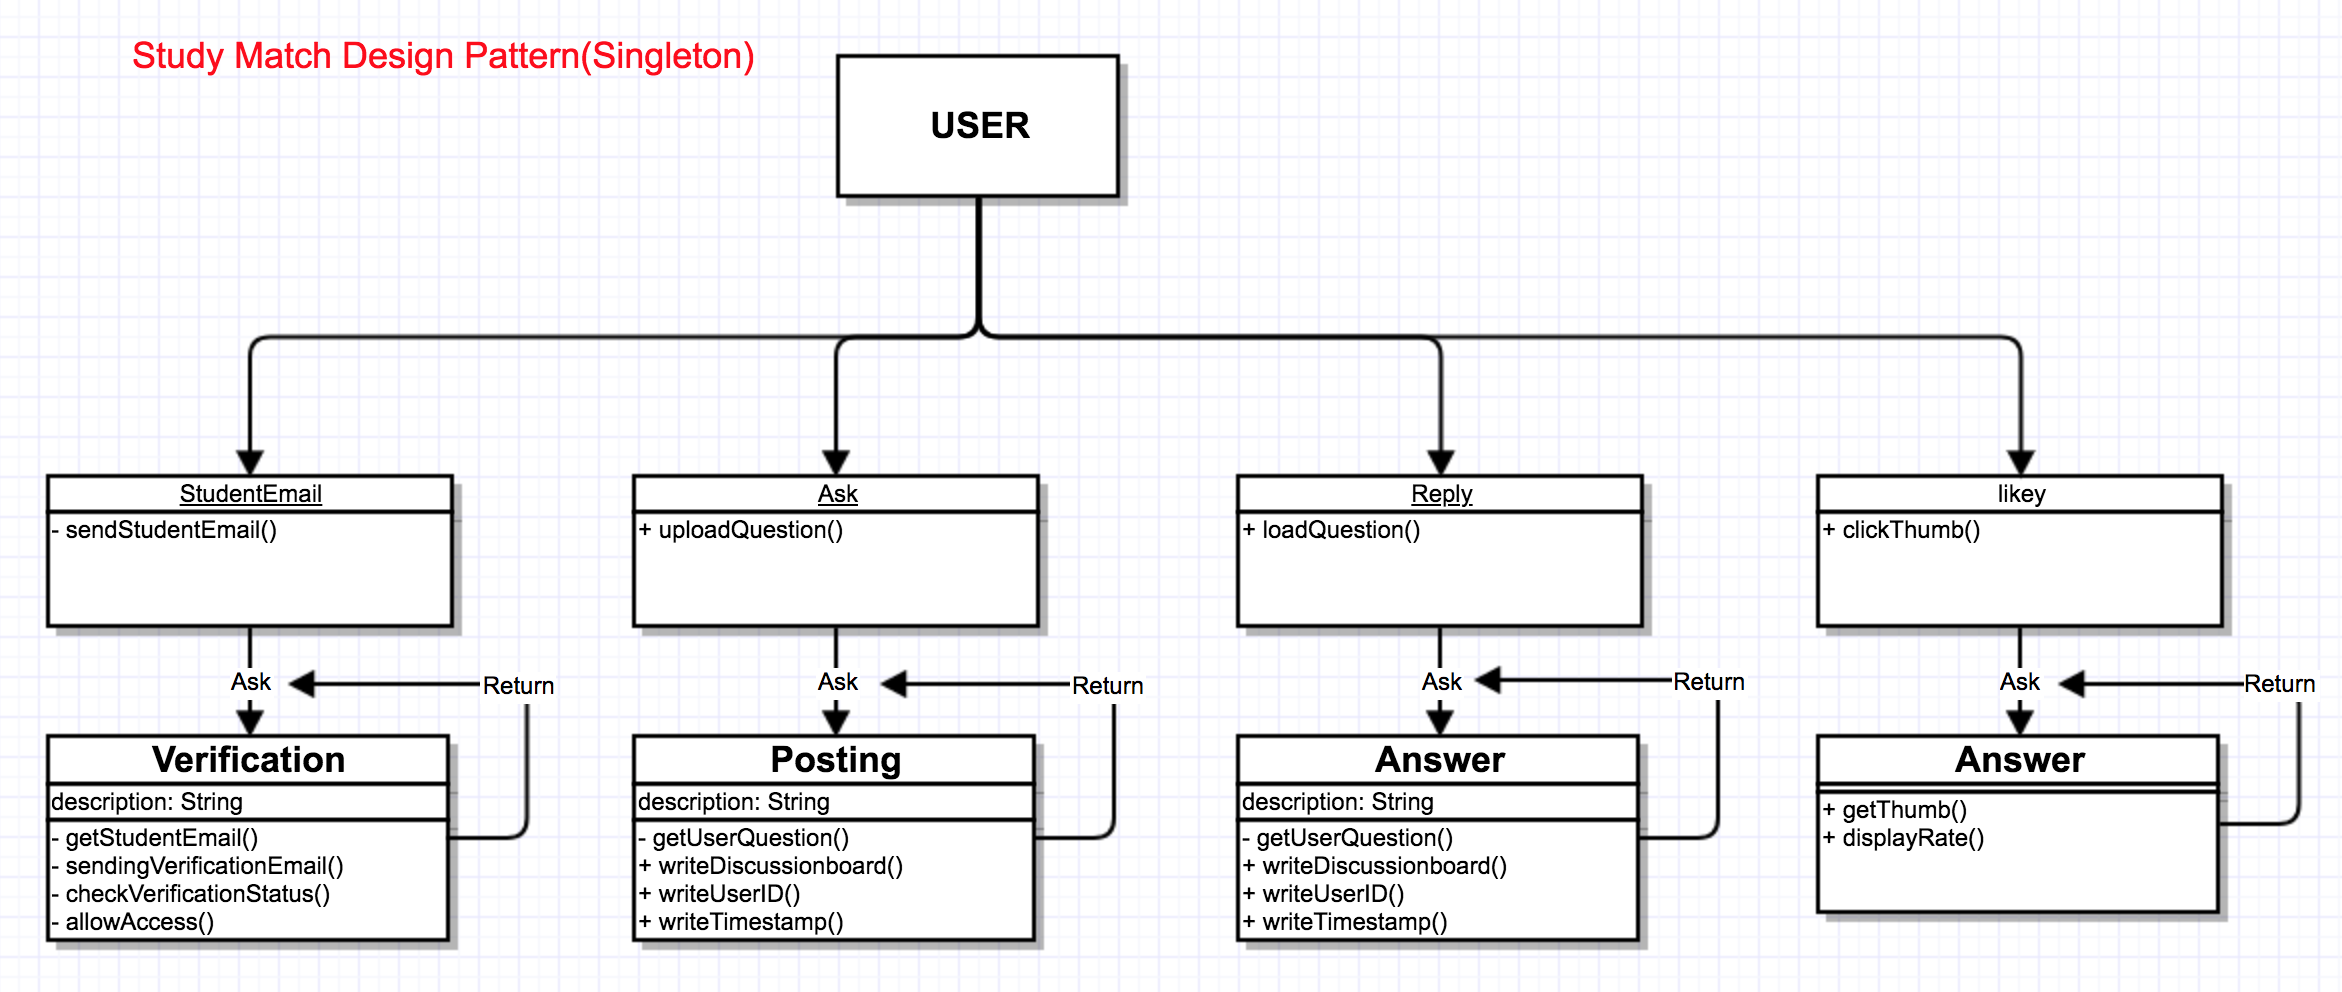 Study Match Design Pattern(Singleton)
USER
StudentEmail
- sendStudentEmail()
Ask
+ uploadQuestion()
Reply
+ loadQuestion()
likey
+ clickThumb()
Ask
Return
Ask
Return
Ask
Return
Ask
Return
Verification
description: String
- getStudentEmail()
- sendingVerificationEmail()
- checkVerificationStatus()
- allowAccess()
Posting
description: String
- getUserQuestion()
+ writeDiscussionboard()
+ writeUserID()
+ writeTimestamp()
Answer
description: String
- getUserQuestion()
+ writeDiscussionboard()
+ writeUserID()
+ writeTimestamp()
Answer
+ getThumb()
+ displayRate()